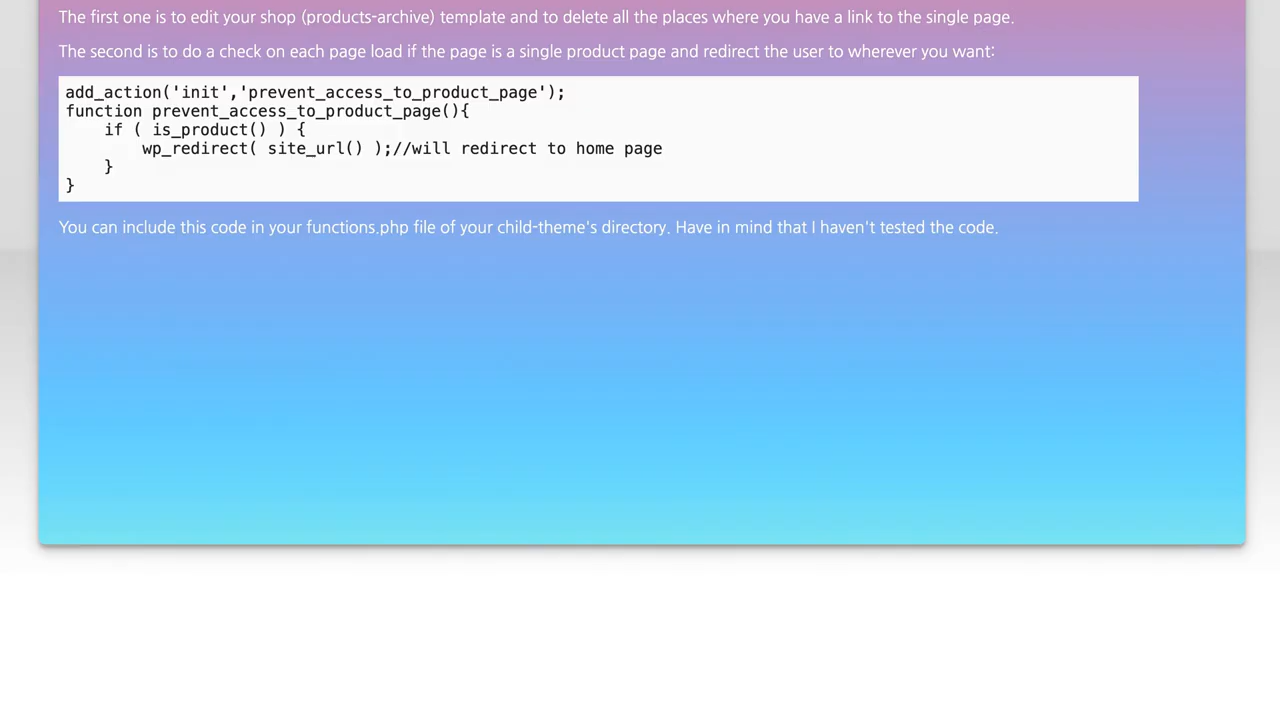 The first one is to edit your shop (products-archive) template and to delete all the places where you have a link to the single page.
The second is to do a check on each page load if the page is a single product page and redirect the user to wherever you want:
add_action('init','prevent_access_to_product_page');
function prevent_access_to_product_page(){
    if ( is_product() ) {
        wp_redirect( site_url() );//will redirect to home page
    }
}
You can include this code in your functions.php file of your child-theme's directory. Have in mind that I haven't tested the code.